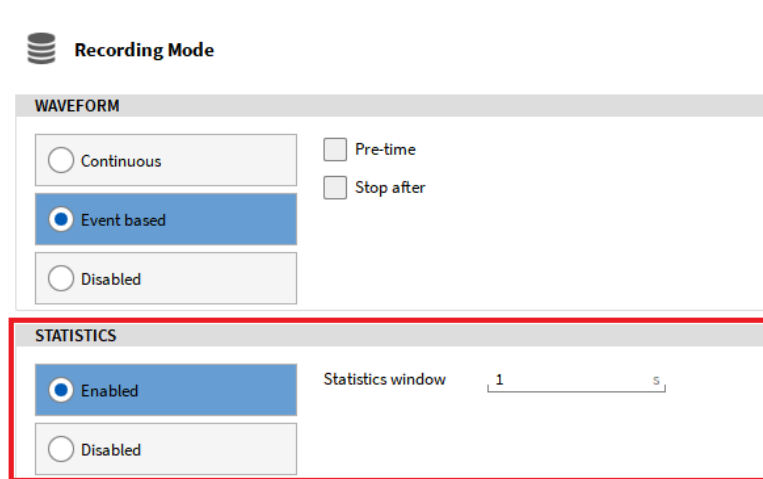 Recording Mode
WAVEFORM
Continuous
Pre-time
Stop after
Event based
Disabled
STATISTICS
Enabled
Statistics window 1 s
Disabled